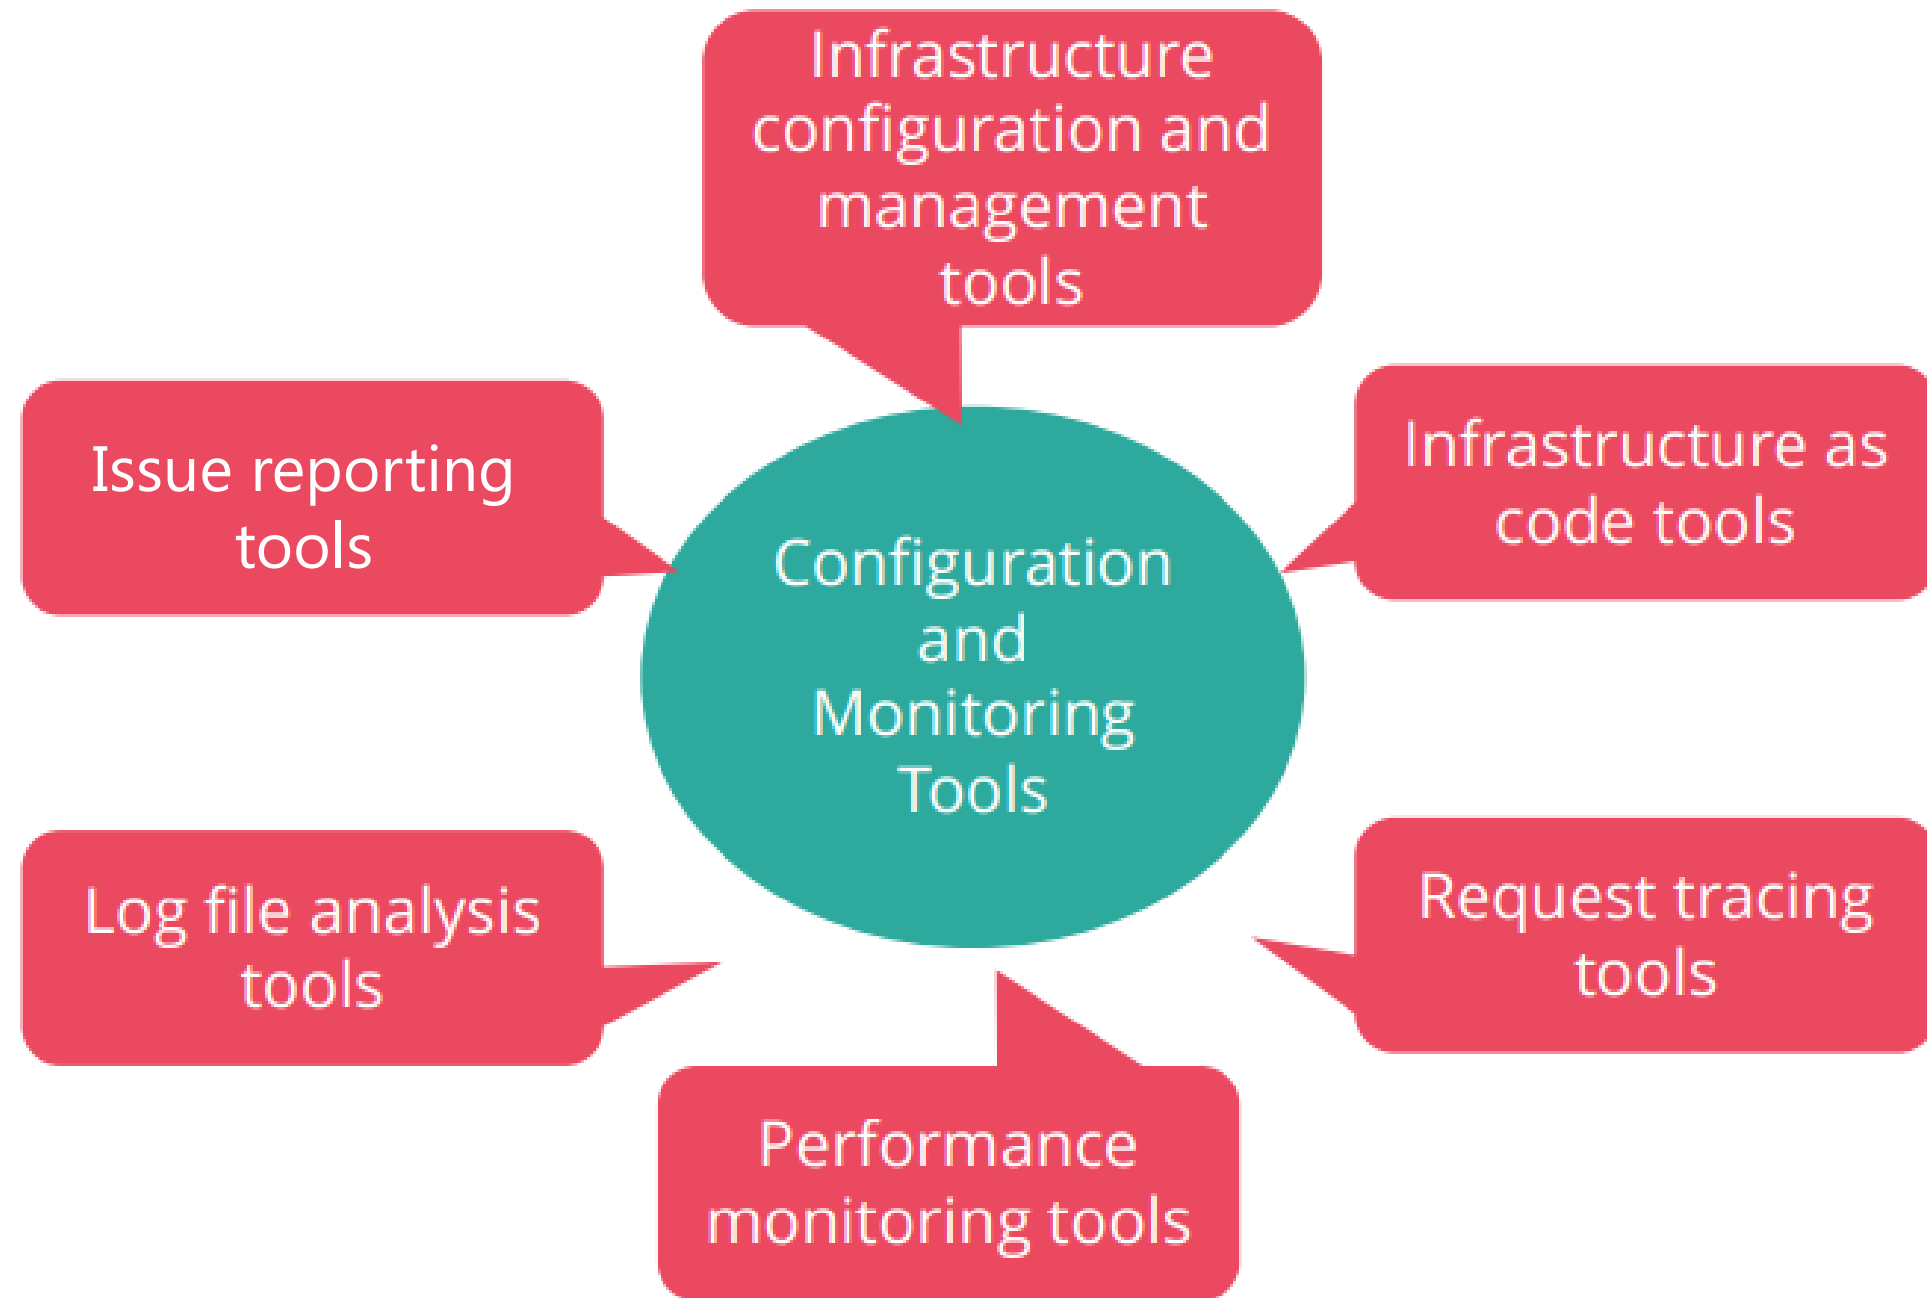 Infrastructure
configuration and
management
tools
Issue reporting
tools
Infrastructure as
code tools
Configuration
and
Monitoring
Tools
Log file analysis
tools
Request tracing
tools
Performance
monitoring tools